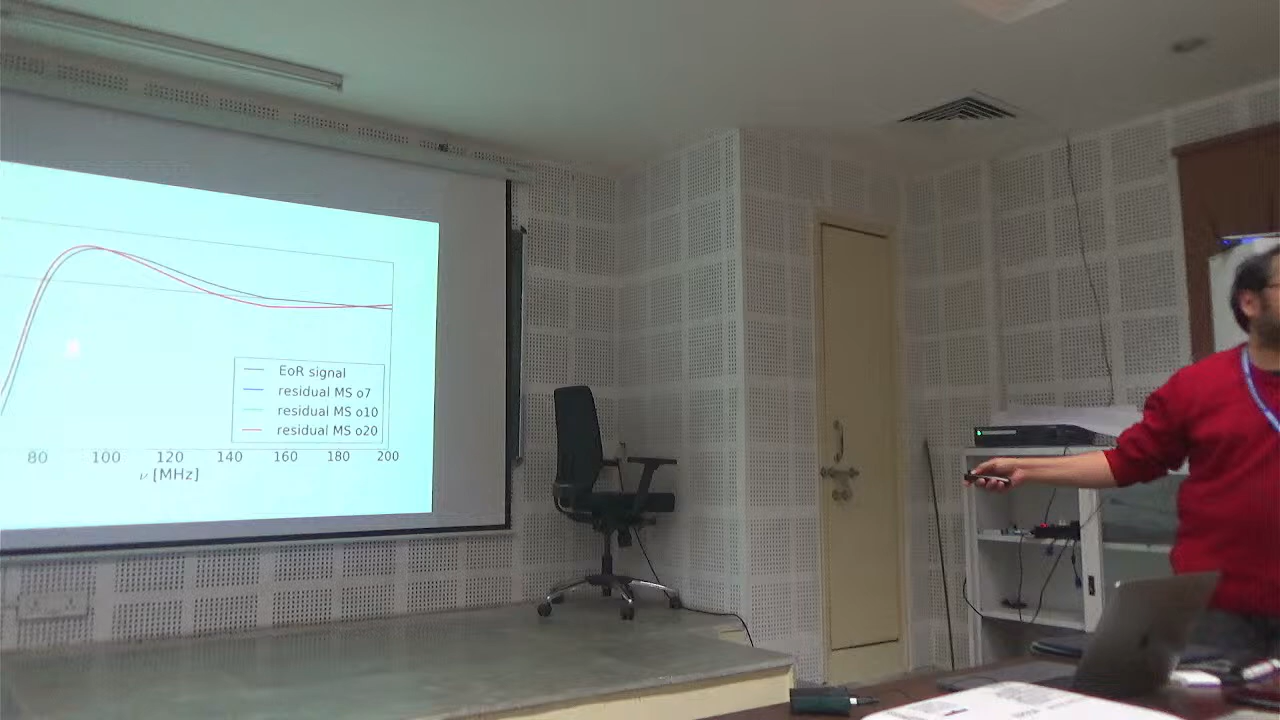 EoR signal
residual MS o7
residual MS o10
residual MS o20
80 100 120 140 160 180 200
ν [MHz]